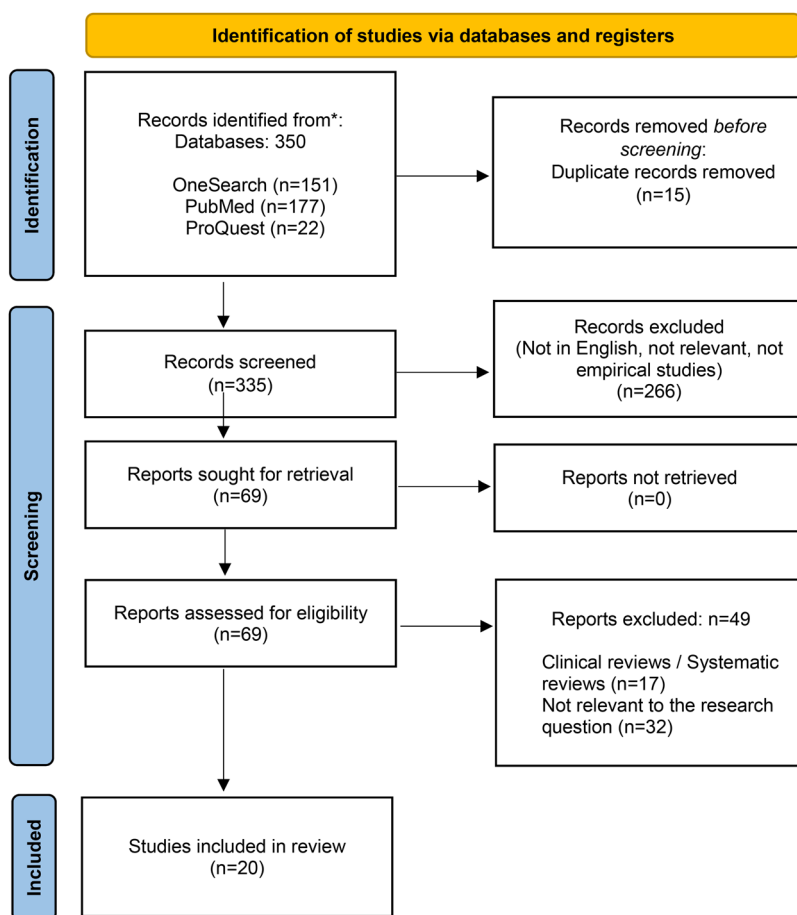 Identification of studies via databases and registers
Identification
Records identified from*:
Databases: 350
OneSearch (n=151)
PubMed (n=177)
ProQuest (n=22)
Records removed before
screening:
Duplicate records removed
(n=15)
Screening
Records screened
(n=335)
Records excluded
(Not in English, not relevant, not
empirical studies)
(n=266)
Reports sought for retrieval
(n=69)
Reports not retrieved
(n=0)
Reports assessed for eligibility
(n=69)
Reports excluded: n=49
Clinical reviews / Systematic
reviews (n=17)
Not relevant to the research
question (n=32)
Included
Studies included in review
(n=20)